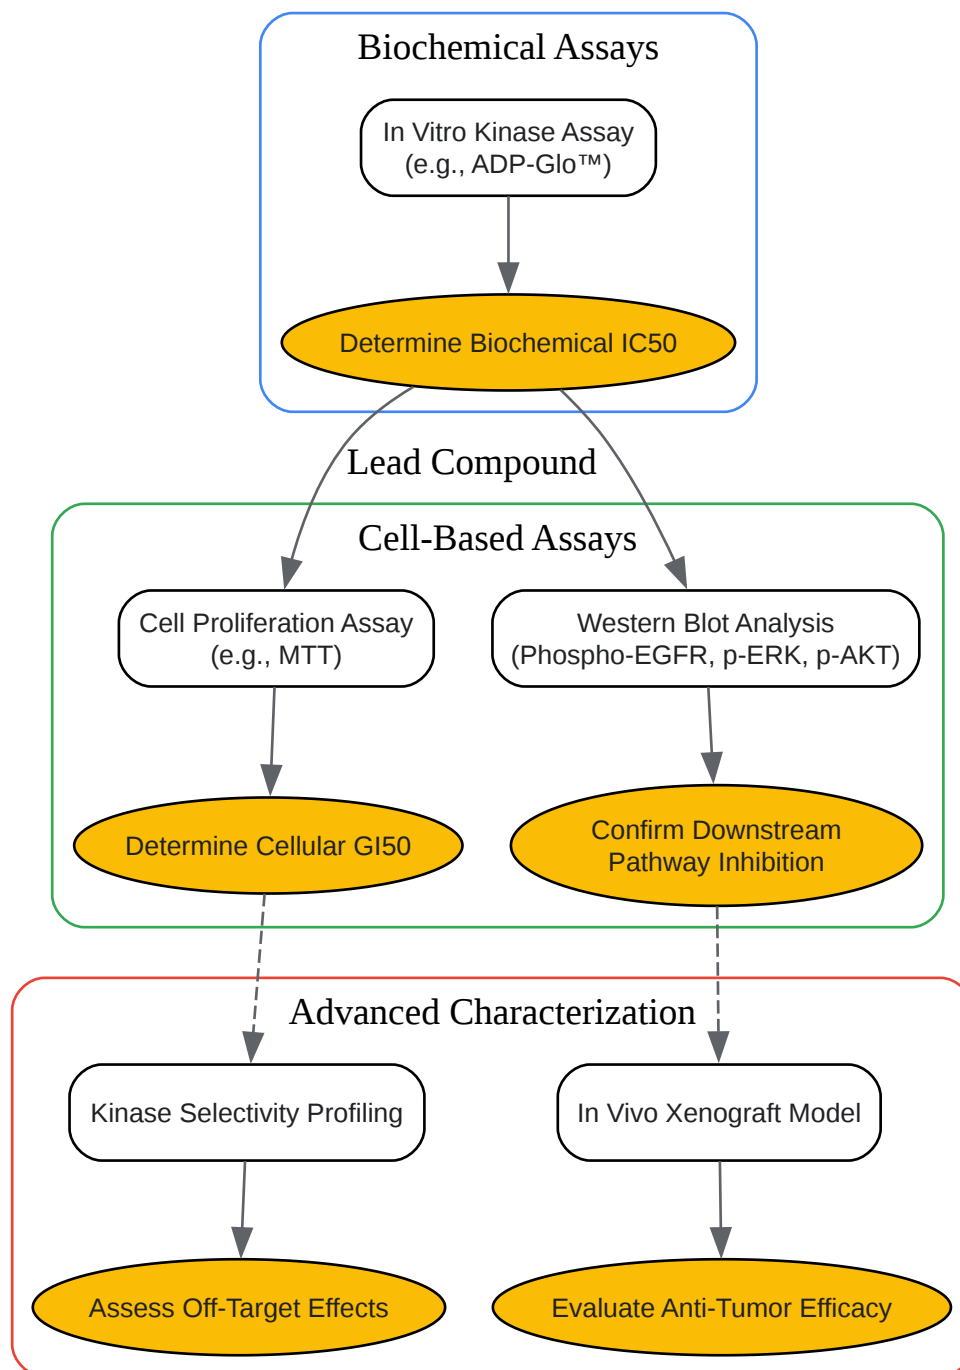 Biochemical Assays
In Vitro Kinase Assay
(e.g., ADP-Glo™)
Determine Biochemical IC50
Lead Compound
Cell-Based Assays
Cell Proliferation Assay
(e.g., MTT)
Western Blot Analysis
(Phospho-EGFR, p-ERK, p-AKT)
Determine Cellular GI50
Confirm Downstream
Pathway Inhibition
Advanced Characterization
Kinase Selectivity Profiling
In Vivo Xenograft Model
Assess Off-Target Effects
Evaluate Anti-Tumor Efficacy